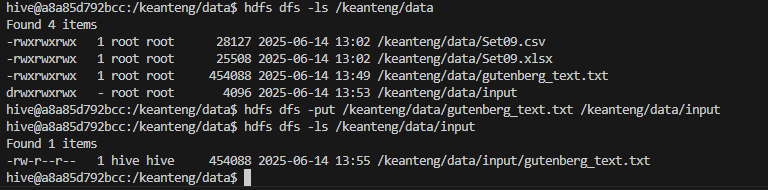 hive@a8a85d792bcc:/keanteng/data$ hdfs dfs -ls /keanteng/data
Found 4 items
-rwxrwxrwx   1 root root      28127 2025-06-14 13:02 /keanteng/data/Set09.csv
-rwxrwxrwx   1 root root      25508 2025-06-14 13:02 /keanteng/data/Set09.xlsx
-rwxrwxrwx   1 root root     454088 2025-06-14 13:49 /keanteng/data/gutenberg_text.txt
drwxrwxrwx   - root root       4096 2025-06-14 13:53 /keanteng/data/input
hive@a8a85d792bcc:/keanteng/data$ hdfs dfs -put /keanteng/data/gutenberg_text.txt /keanteng/data/input
hive@a8a85d792bcc:/keanteng/data$ hdfs dfs -ls /keanteng/data/input
Found 1 items
-rw-r--r--   1 hive hive     454088 2025-06-14 13:55 /keanteng/data/input/gutenberg_text.txt
hive@a8a85d792bcc:/keanteng/data$